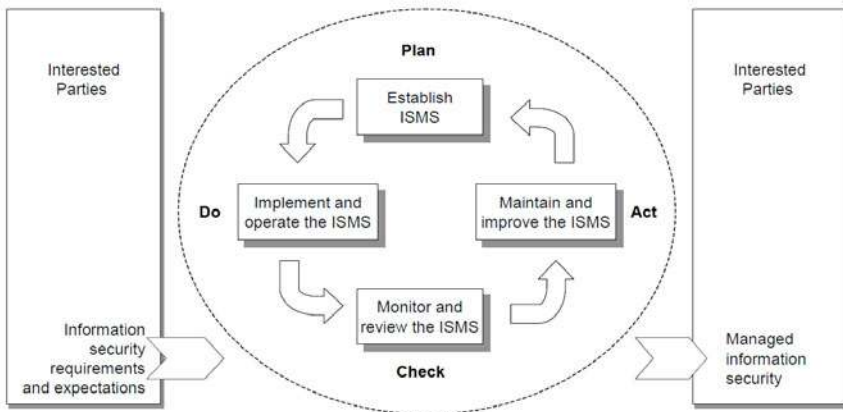 Interested
Parties
Information
security
requirements
and expectations
Plan
Establish
ISMS
Do
Implement and
operate the ISMS
Maintain and
improve the ISMS
Act
Monitor and
review the ISMS
Check
Interested
Parties
Managed
information
security